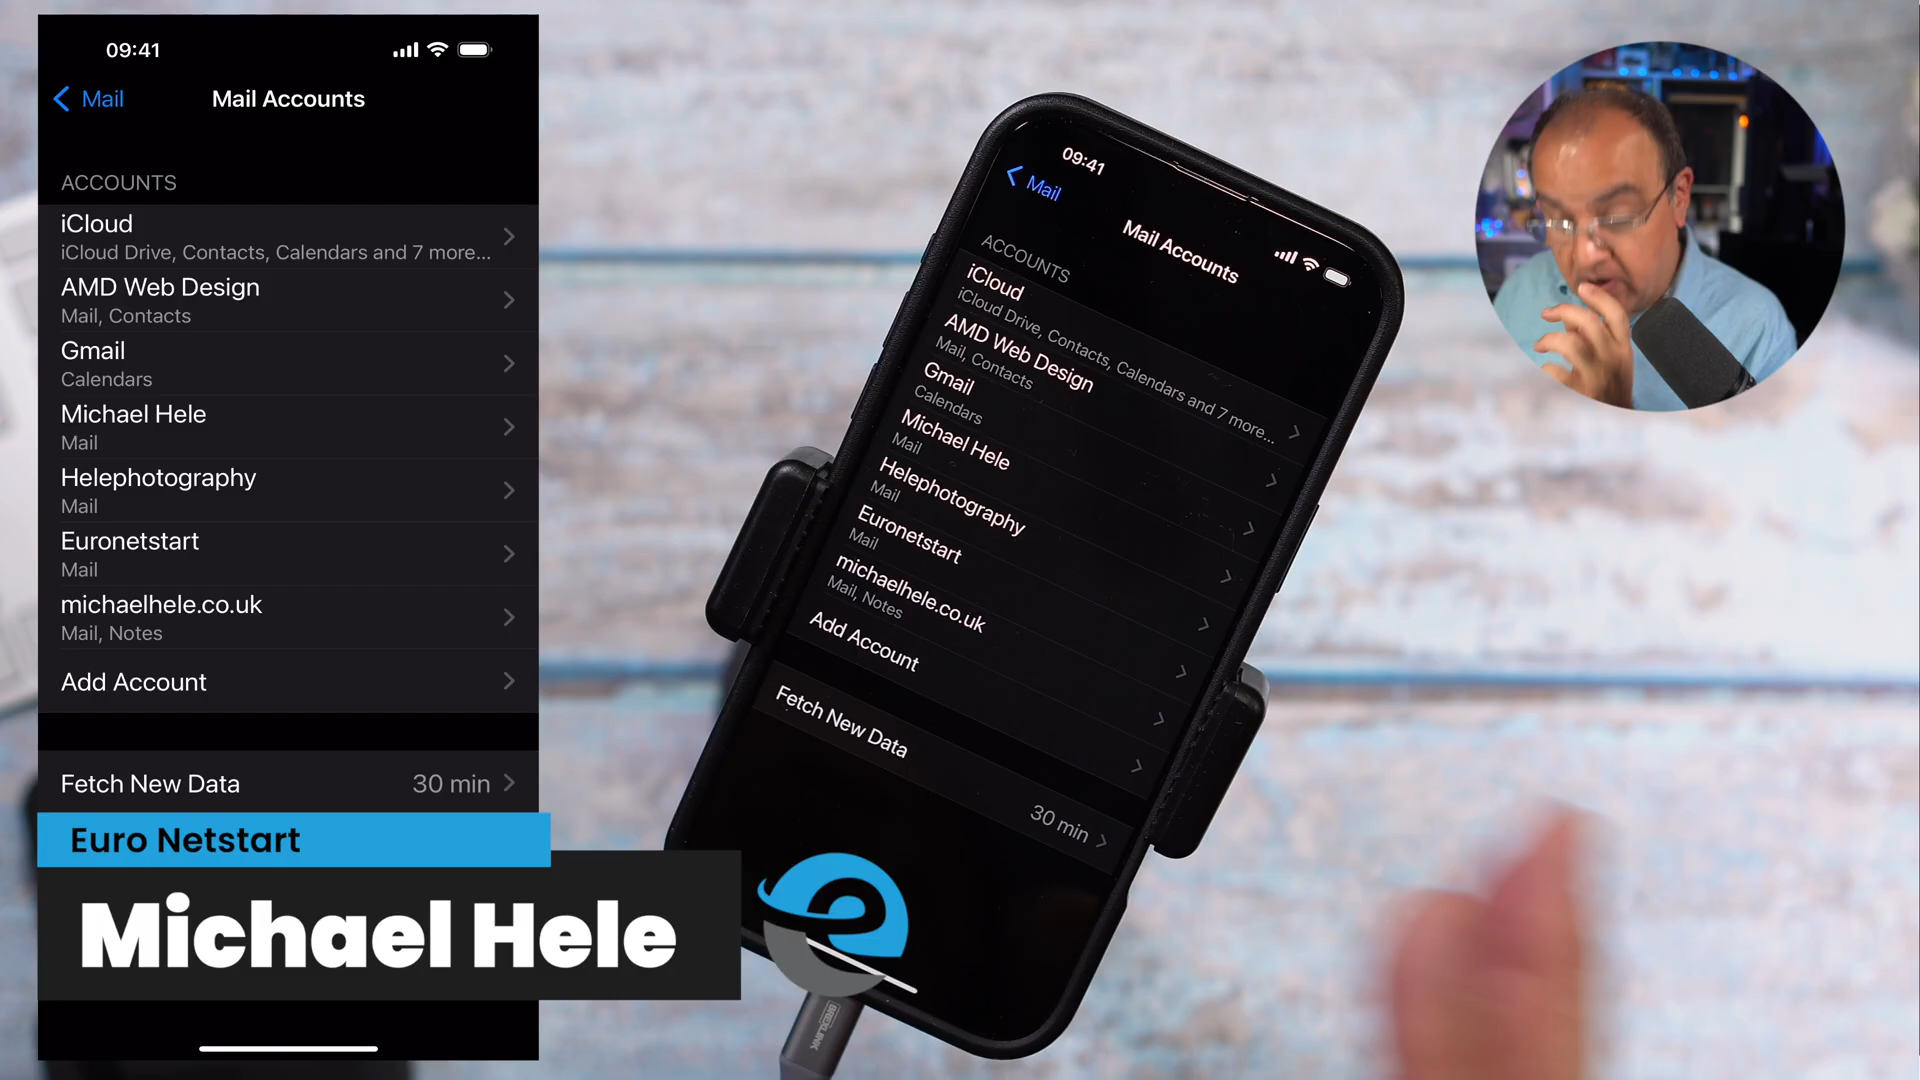 09:41
Mail
Mail Accounts
ACCOUNTS
iCloud
iCloud Drive, Contacts, Calendars and 7 more...
AMD Web Design
Mail, Contacts
Gmail
Calendars
Michael Hele
Mail
Helephotography
Mail
Euronetstart
Mail
michaelhele.co.uk
Mail, Notes
Add Account
Fetch New Data
30 min
Euro Netstart
Michael Hele
09:41
Mail
Mail Accounts
ACCOUNTS
iCloud
iCloud Drive, Contacts, Calendars and 7 more...
AMD Web Design
Mail, Contacts
Gmail
Calendars
Michael Hele
Mail
Helephotography
Mail
Euronetstart
Mail
michaelhele.co.uk
Mail, Notes
Add Account
Fetch New Data
30 min